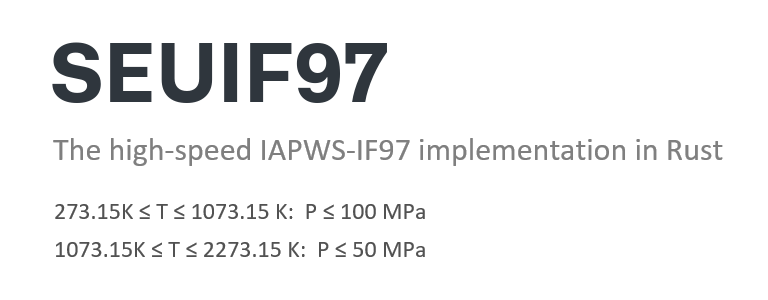 SEUIF97
The high-speed IAPWS-IF97 implementation in Rust
273.15K ≤ T ≤ 1073.15 K:  P ≤ 100 MPa
1073.15K ≤ T ≤ 2273.15 K:  P ≤ 50 MPa